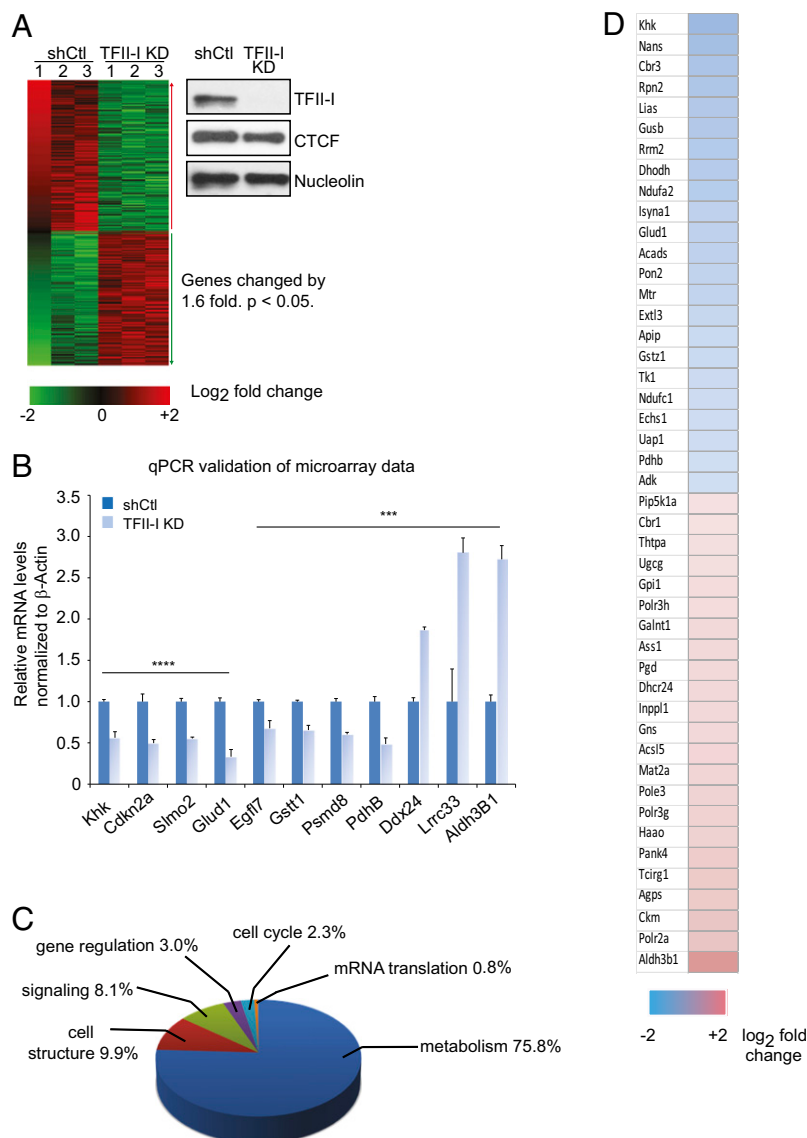 A
shCtl TFII-I KD
1 2 3 1 2 3
Genes changed by
1.6 fold. p < 0.05.
Log2 fold change
-2 0 +2
shCtl TFII-I
KD
TFII-I
CTCF
Nucleolin
B
qPCR validation of microarray data
shCtl
TFII-I KD
Relative mRNA levels
normalized to β-Actin
3.5
3.0
2.5
2.0
1.5
1.0
0.5
0
****
***
Khk
Cdkn2a
Slmo2
Glud1
Egfl7
Gstt1
Psmd8
PdhB
Ddx24
Lrrc33
Aldh3B1
C
cell cycle 2.3%
gene regulation 3.0%
mRNA translation 0.8%
signaling 8.1%
cell
structure 9.9%
metabolism 75.8%
D
Khk
Nans
Cbr3
Rpn2
Lias
Gusb
Rrm2
Dhodh
Ndufa2
Isyna1
Glud1
Acads
Pon2
Mtr
Extl3
Apip
Gstz1
Tk1
Ndufc1
Echs1
Uap1
Pdhb
Adk
Pip5k1a
Cbr1
Thtpa
Ugcg
Gpi1
Polr3h
Galnt1
Ass1
Pgd
Dhcr24
Inppl1
Gns
Acsl5
Mat2a
Pole3
Polr3g
Haao
Pank4
Tcirg1
Agps
Ckm
Polr2a
Aldh3b1
-2 +2 log2 fold
change